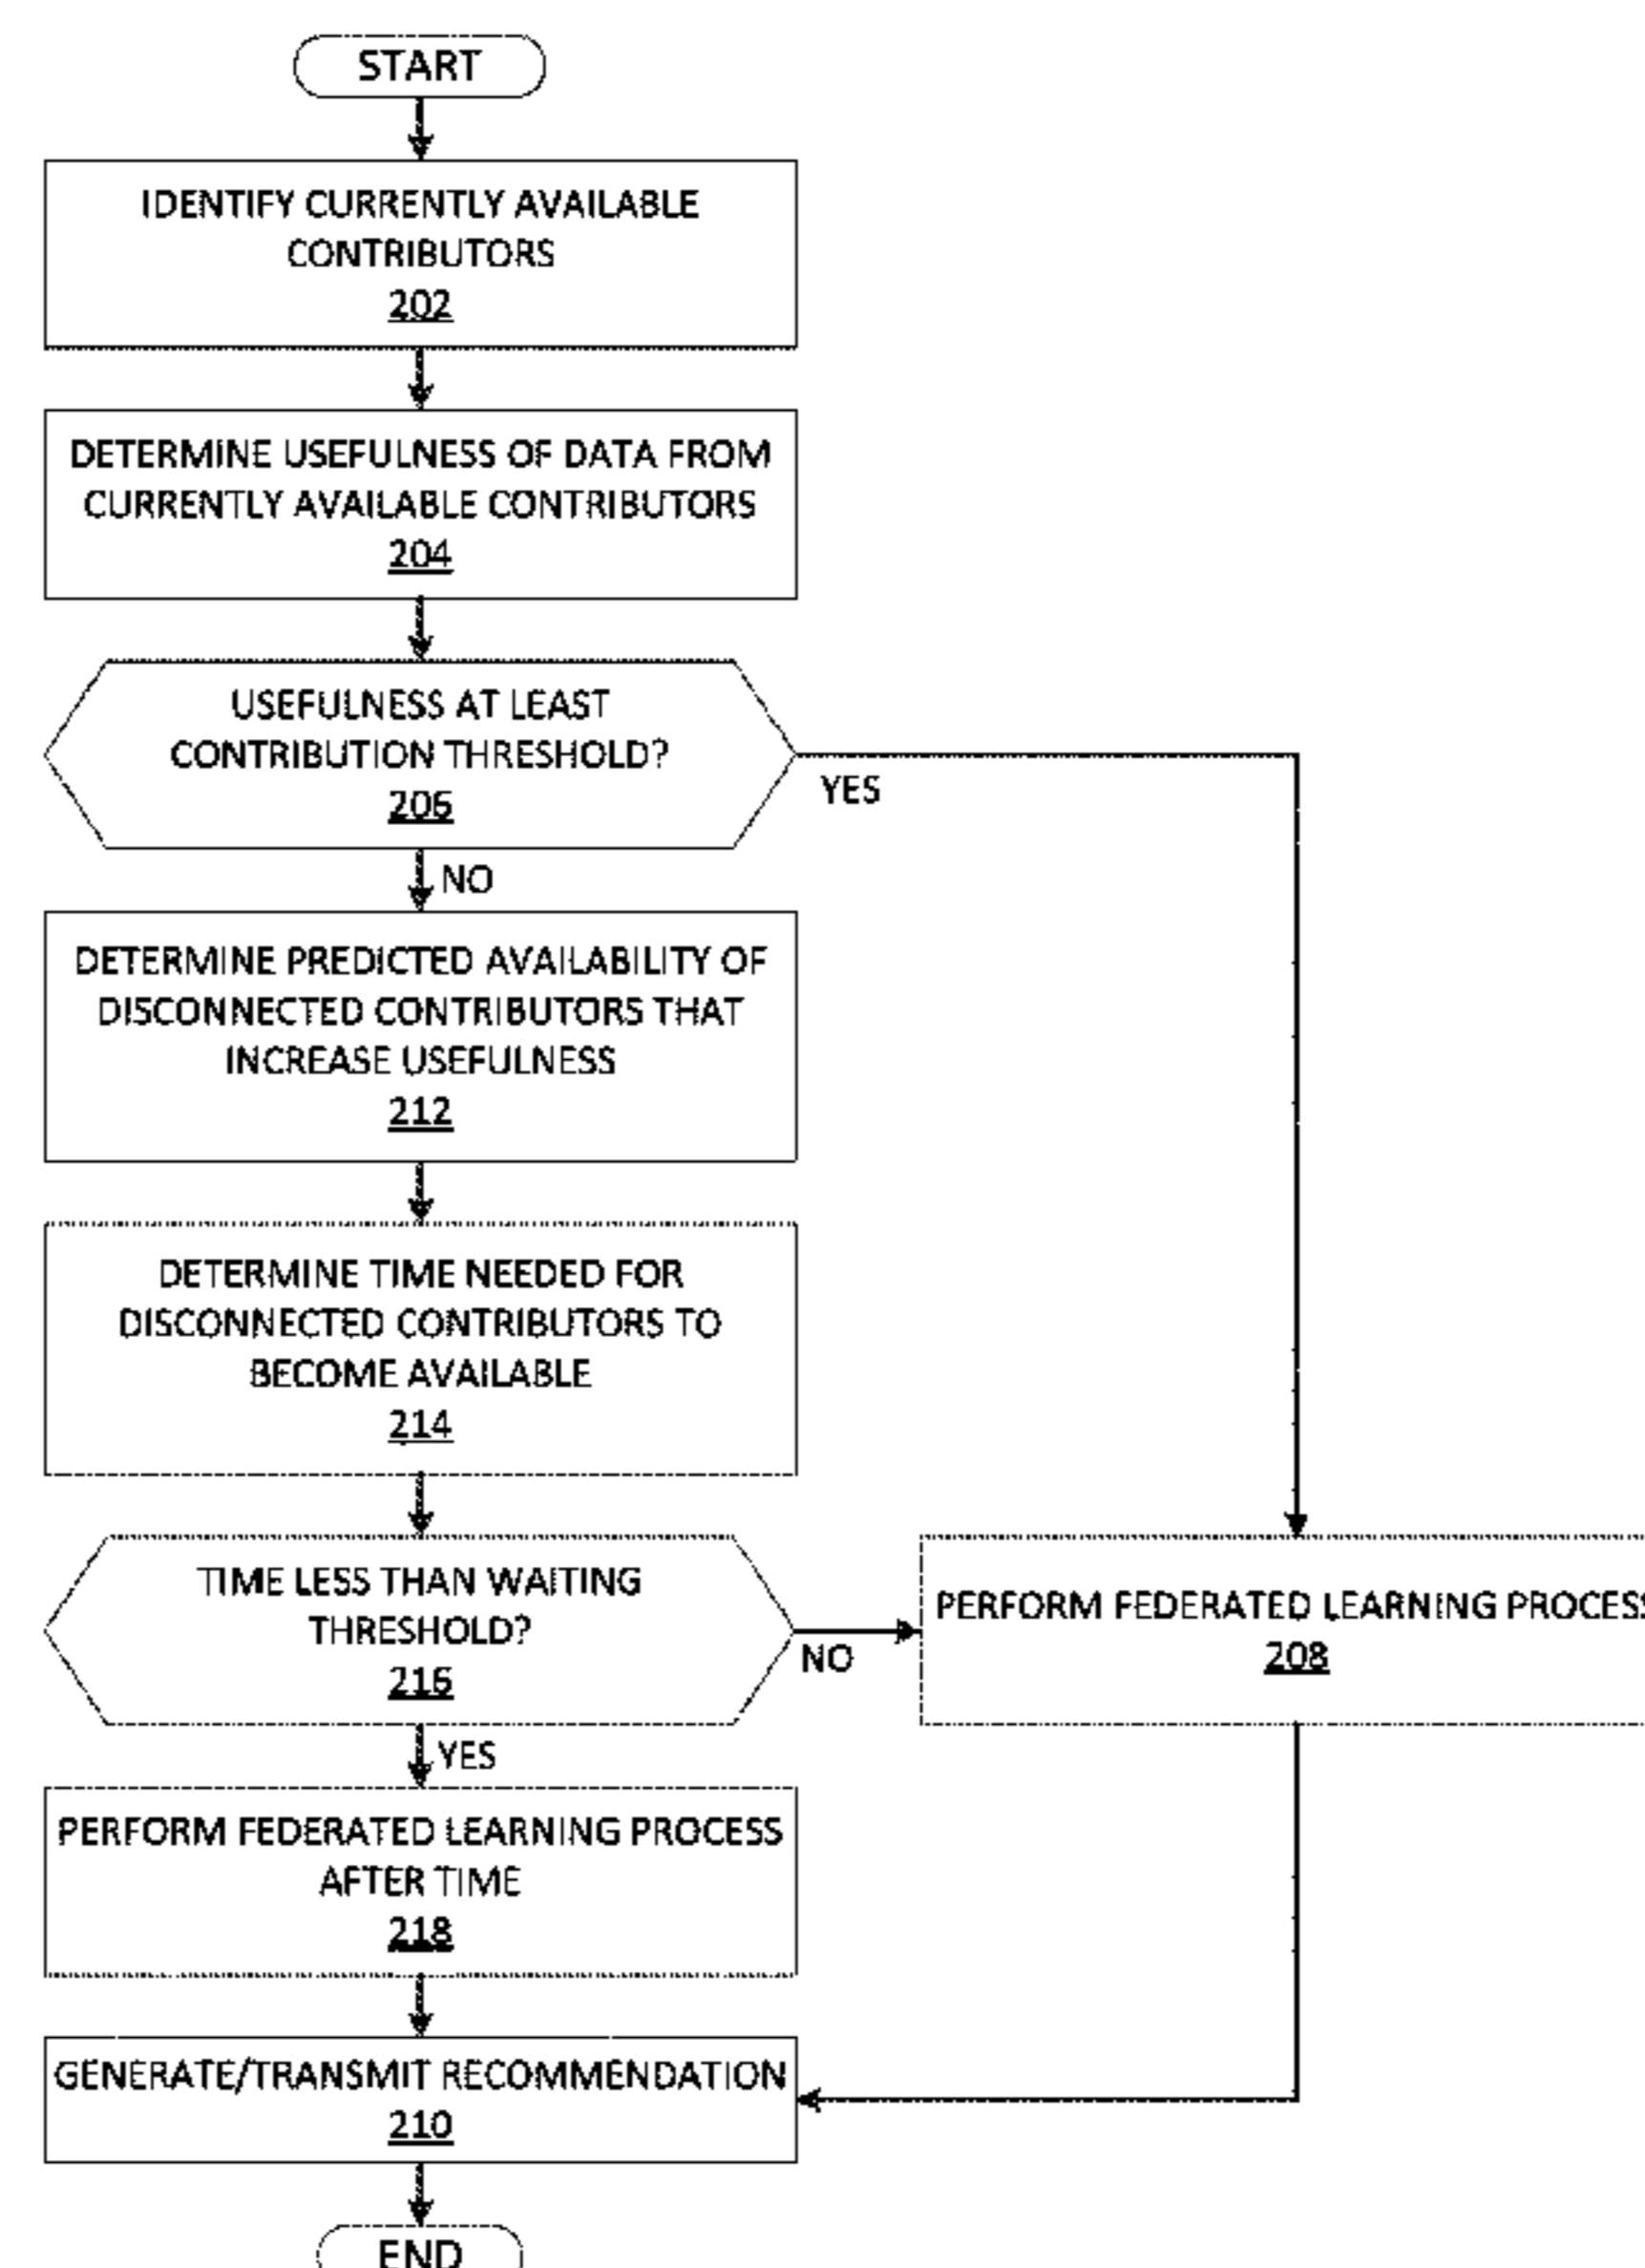 START
IDENTIFY CURRENTLY AVAILABLE
CONTRIBUTORS
202
DETERMINE USEFULNESS OF DATA FROM
CURRENTLY AVAILABLE CONTRIBUTORS
204
USEFULNESS AT LEAST
CONTRIBUTION THRESHOLD?
206
YES
NO
DETERMINE PREDICTED AVAILABILITY OF
DISCONNECTED CONTRIBUTORS THAT
INCREASE USEFULNESS
212
DETERMINE TIME NEEDED FOR
DISCONNECTED CONTRIBUTORS TO
BECOME AVAILABLE
214
TIME LESS THAN WAITING
THRESHOLD?
216
NO
PERFORM FEDERATED LEARNING PROCESS
208
YES
PERFORM FEDERATED LEARNING PROCESS
AFTER TIME
218
GENERATE/TRANSMIT RECOMMENDATION
210
END